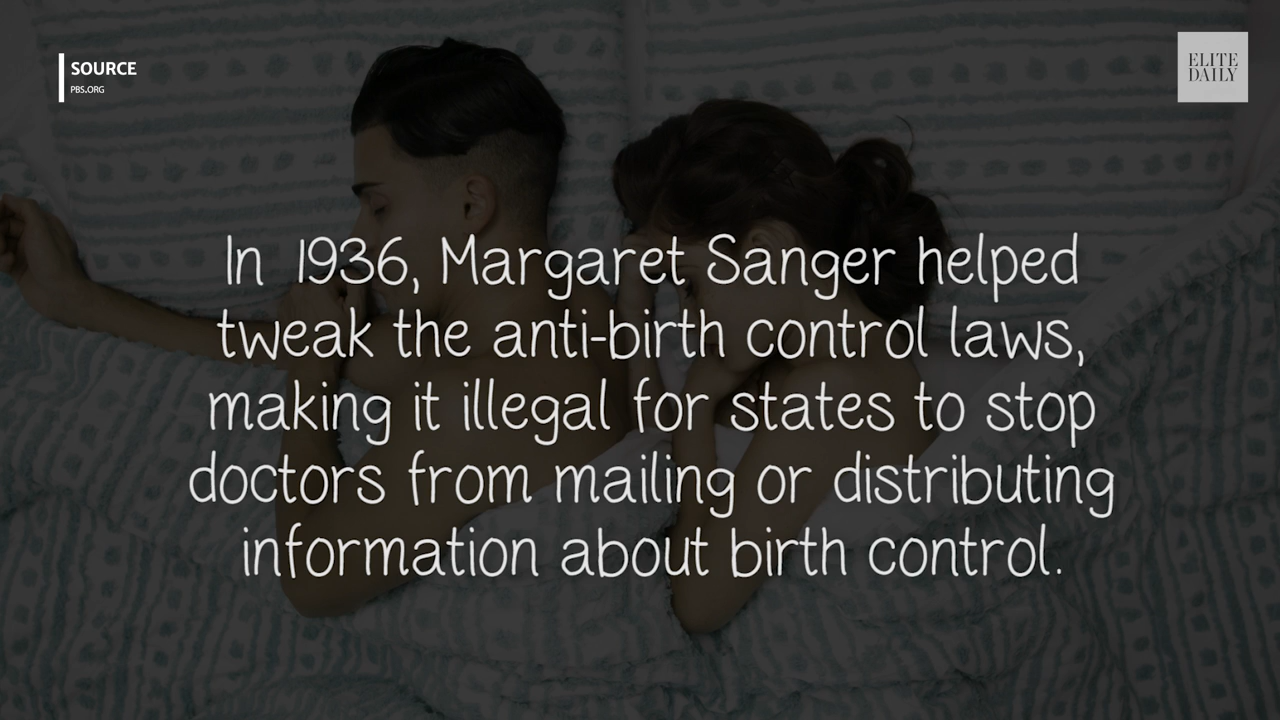 SOURCE
PBS.ORG
ELITE
DAILY
In 1936, Margaret Sanger helped
tweak the anti-birth control laws,
making it illegal for states to stop
doctors from mailing or distributing
information about birth control.